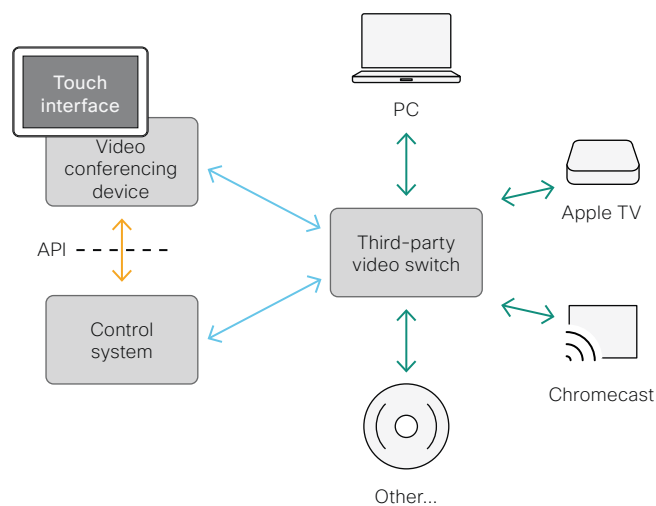 Touch
interface
PC
Video
conferencing
device
Apple TV
Third-party
video switch
API
Control
system
Chromecast
Other...